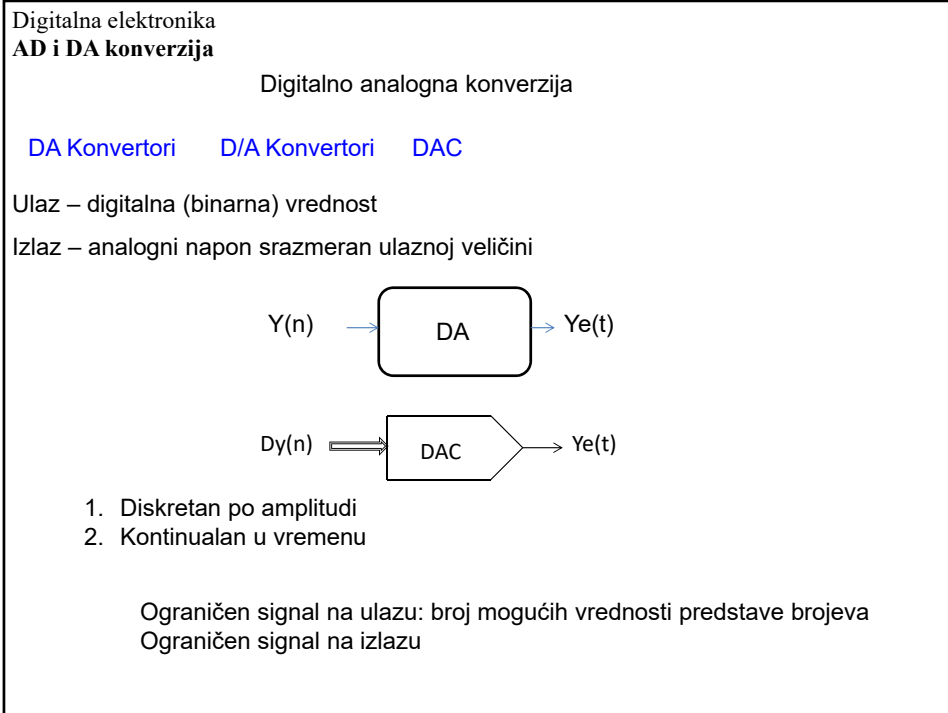 Digitalna elektronika
AD i DA konverzija
Digitalno analogna konverzija
DA Konvertori D/A Konvertori DAC
Ulaz – digitalna (binarna) vrednost
Izlaz – analogni napon srazmeran ulaznoj veličini
Y(n) DA Ye(t)
Dy(n) DAC Ye(t)
1. Diskretan po amplitudi
2. Kontinualan u vremenu
Ograničen signal na ulazu: broj mogućih vrednosti predstave brojeva
Ograničen signal na izlazu